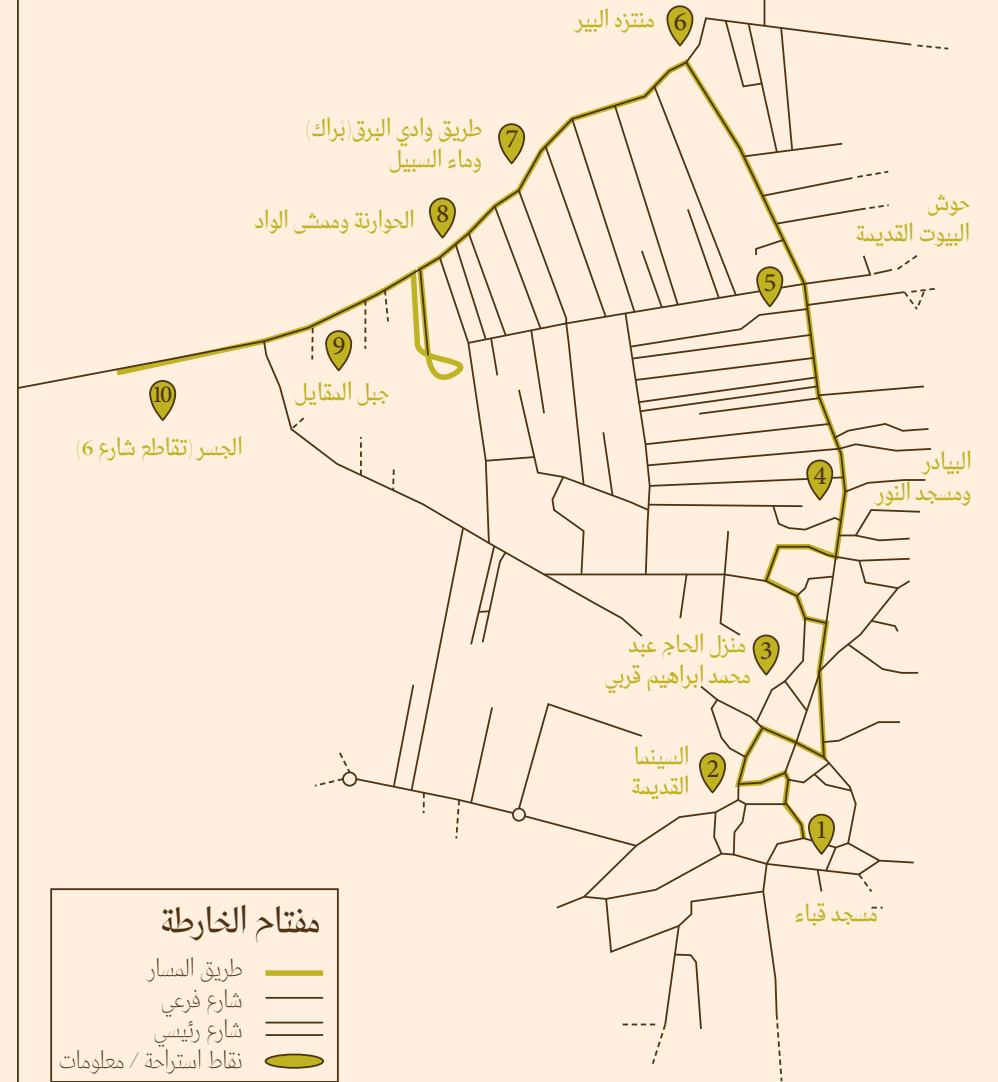 6
منتزه البير
7
طريق وادي البرق(بّراك)
وماء السبيل
8
الحوارنة وممشى الواد
حوش
البيوت القديمة
5
9
جبل المقايل
10
الجسر (تقاطع شارع 6)
4
البيادر
ومسجد النور
3
منزل الحاج عبد
محمد ابراهيم قربي
2
السينما
القديمة
1
مسجد قباء
مفتاح الخارطة
طريق المسار
شارع فرعي
شارع رئيسي
نقاط استراحة / معلومات